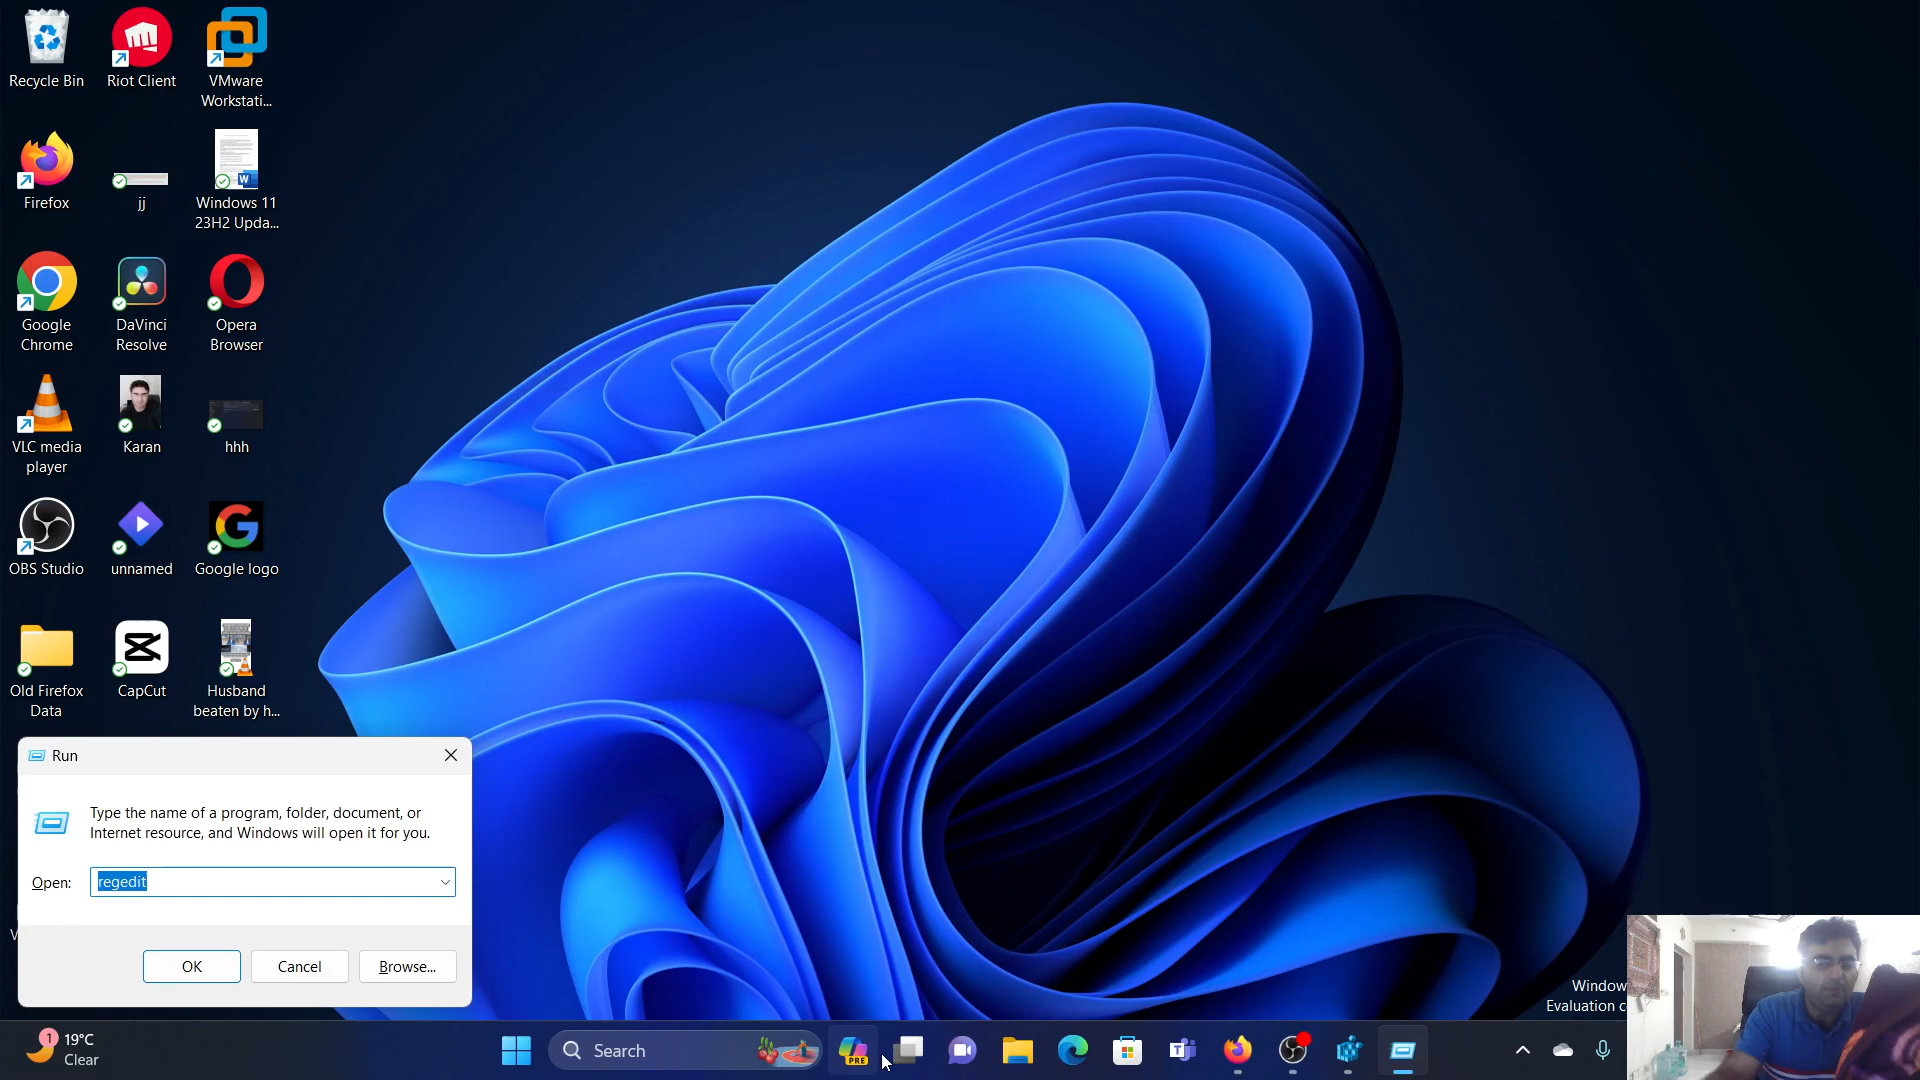 Recycle Bin
Riot Client
VMware
Workstati...
Firefox
jj
Windows 11
23H2 Upda...
Google
Chrome
DaVinci
Resolve
Opera
Browser
VLC media
player
Karan
hhh
OBS Studio
unnamed
Google logo
Old Firefox
Data
CapCut
Husband
beaten by h...
Run
Type the name of a program, folder, document, or
Internet resource, and Windows will open it for you.
Open:
regedit
V
OK
Cancel
Browse...
Window
Evaluation c
1
19°C
Clear
Search
PRE